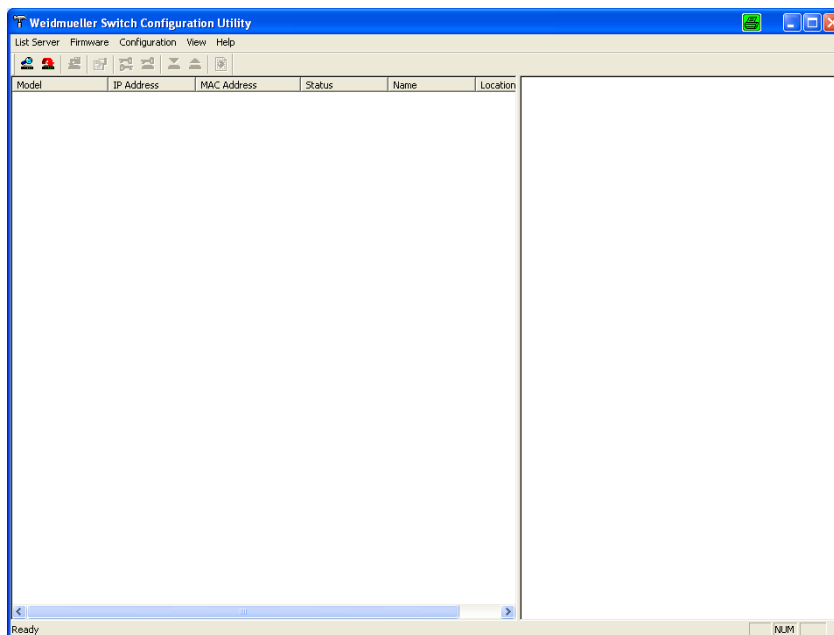 Weidmueller Switch Configuration Utility
List Server Firmware Configuration View Help
Model IP Address MAC Address Status Name Location
Ready NUM